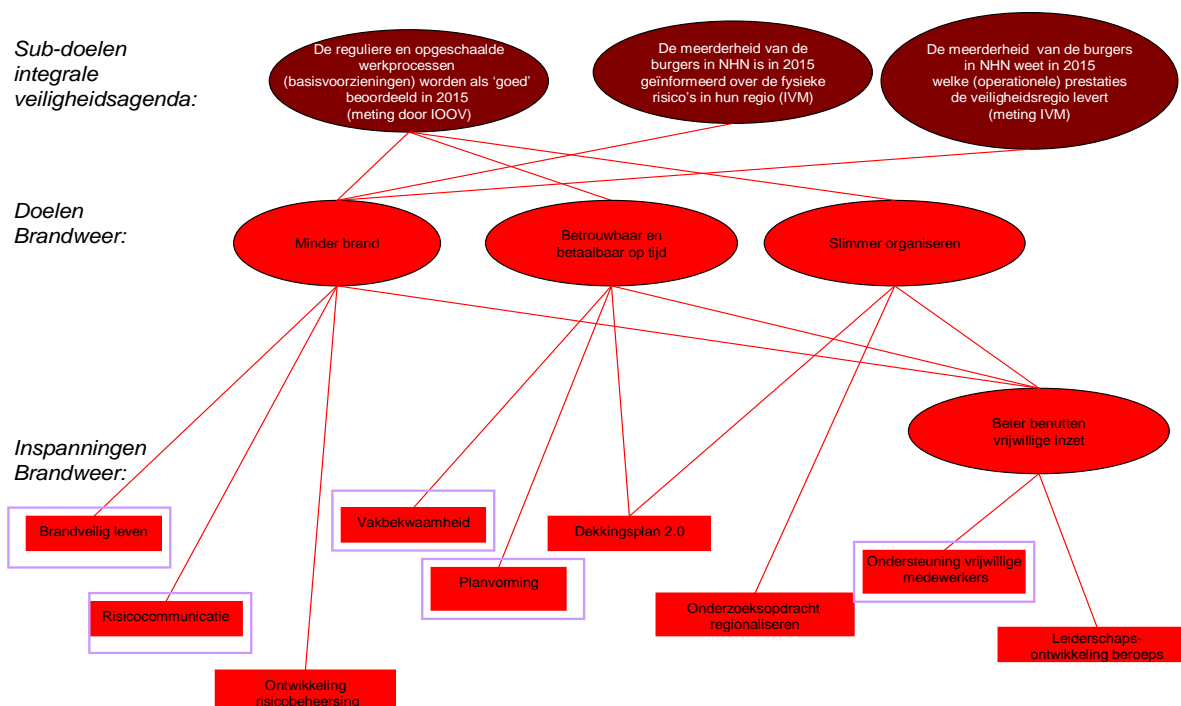 Sub-doelen
integrale
veiligheidsagenda:
De reguliere en opgeschaalde
werkprocessen
(basisvoorzieningen) worden als ‘goed’
beoordeeld in 2015
(meting door IOOV)
De meerderheid van de
burgers in NHN is in 2015
geïnformeerd over de fysieke
risico’s in hun regio (IVM)
De meerderheid van de burgers
in NHN weet in 2015
welke (operationele) prestaties
de veiligheidsregio levert
(meting IVM)
Doelen
Brandweer:
Minder brand
Betrouwbaar en
betaalbaar op tijd
Slimmer organiseren
Inspanningen
Brandweer:
Beter benutten
vrijwillige inzet
Brandveilig leven
Vakbekwaamheid
Dekkingsplan 2.0
Ondersteuning vrijwillige
medewerkers
Planvorming
Risicocommunicatie
Onderzoeksopdracht
regionaliseren
Leiderschaps-
ontwikkeling beroeps
Ontwikkeling
risicobeheersing